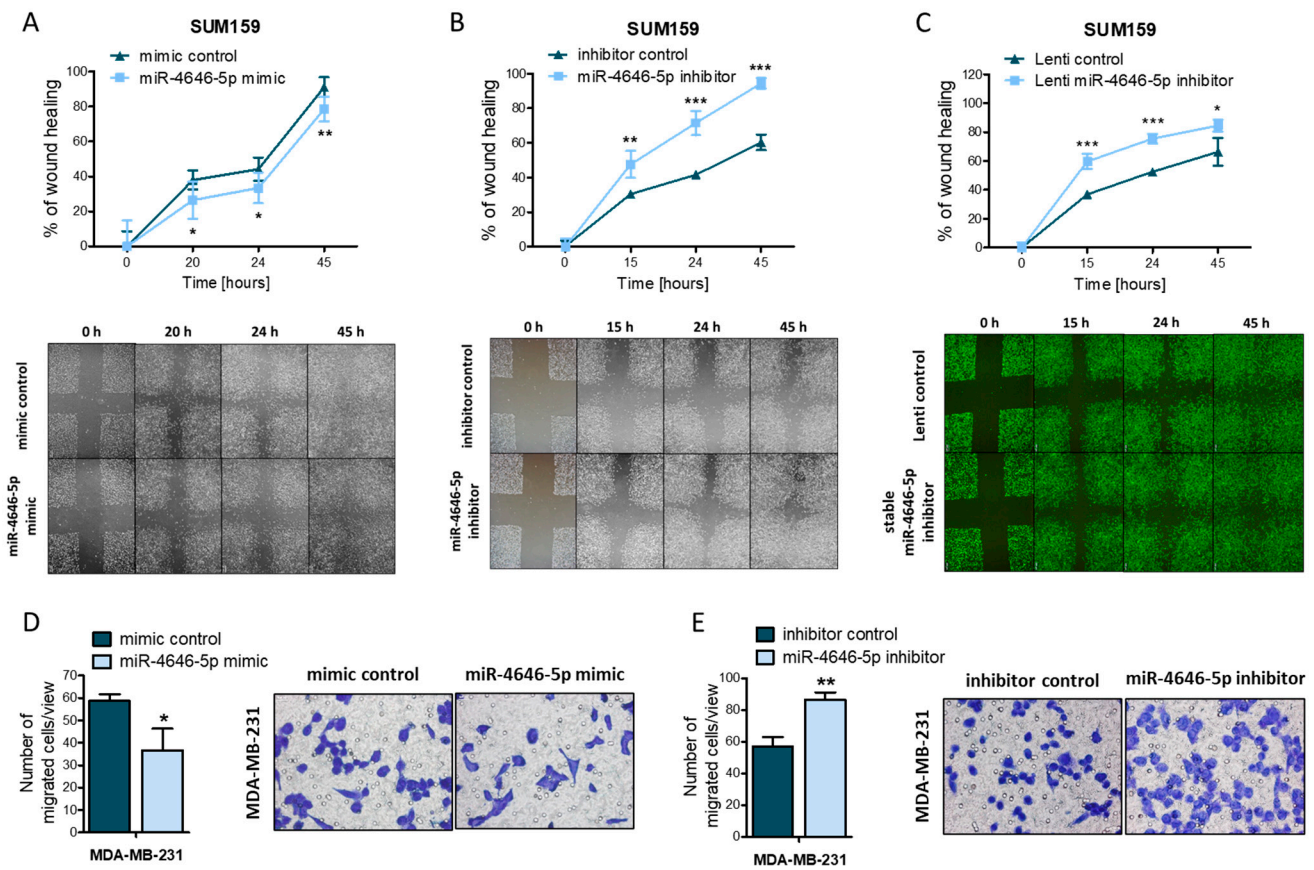 A
SUM159
mimic control
miR-4646-5p mimic
% of wound healing
100
80
60
40
20
0
*
*
**
0
20
24
45
Time [hours]
0 h
20 h
24 h
45 h
mimic control
miR-4646-5p
mimic
B
SUM159
inhibitor control
miR-4646-5p inhibitor
% of wound healing
100
80
60
40
20
0
**
***
***
0
15
24
45
Time [hours]
0 h
15 h
24 h
45 h
inhibitor control
miR-4646-5p
inhibitor
C
SUM159
Lenti control
Lenti miR-4646-5p inhibitor
% of wound healing
120
100
80
60
40
20
0
***
***
*
0
15
24
45
Time [hours]
0 h
15 h
24 h
45 h
Lenti control
stable
miR-4646-5p
inhibitor
D
mimic control
miR-4646-5p mimic
Number of
migrated cells/view
70
60
50
40
30
20
10
0
*
MDA-MB-231
mimic control
miR-4646-5p mimic
MDA-MB-231
E
inhibitor control
miR-4646-5p inhibitor
Number of
migrated cells/view
100
80
60
40
20
0
**
MDA-MB-231
inhibitor control
miR-4646-5p inhibitor
MDA-MB-231